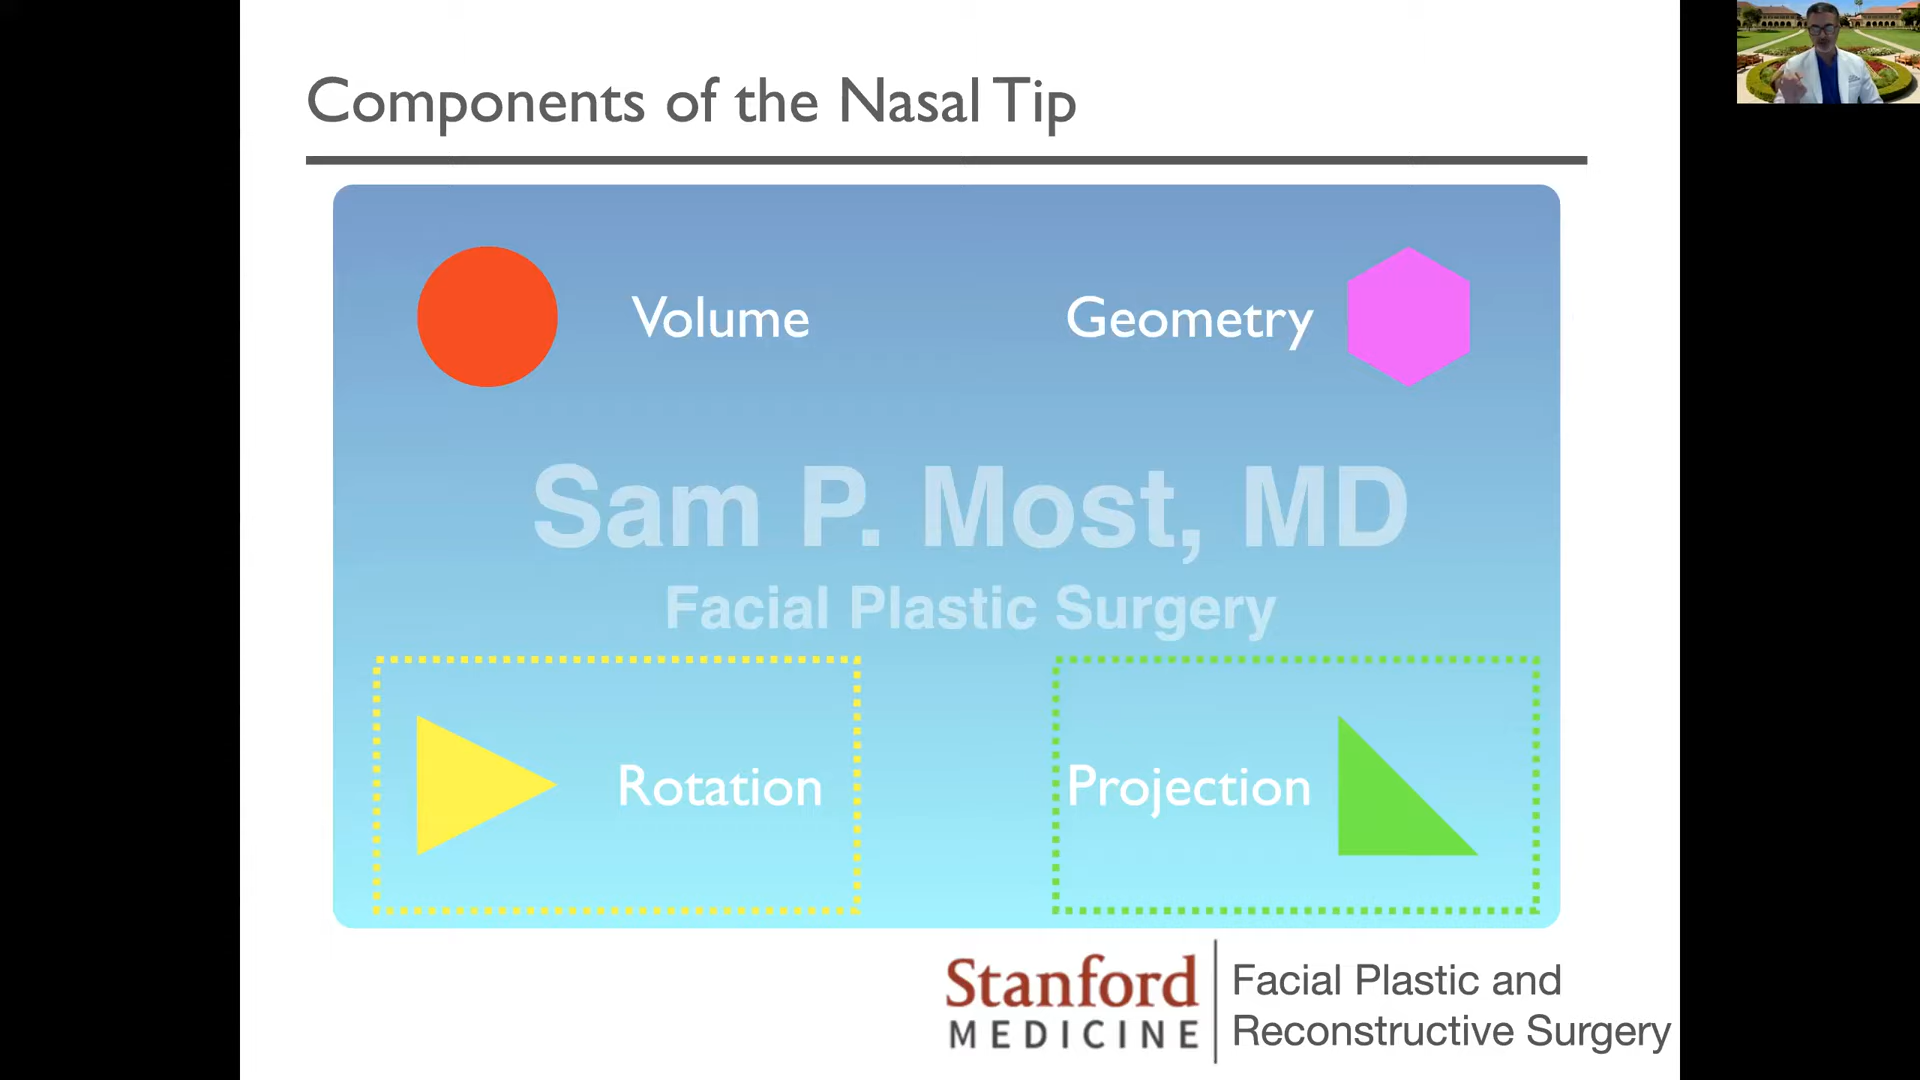 Components of the Nasal Tip
Volume
Geometry
Sam P. Most, MD
Facial Plastic Surgery
Rotation
Projection
Stanford
MEDICINE
Facial Plastic and
Reconstructive Surgery